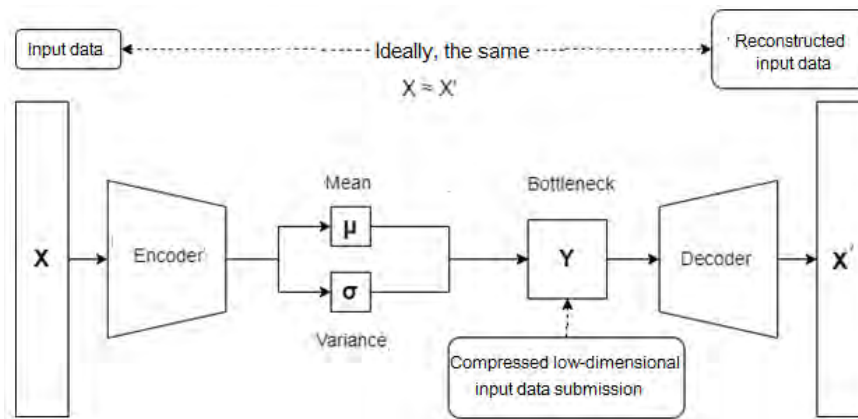 Input data
Ideally, the same
X ≈ X'
Reconstructed
input data
X
Encoder
Mean
μ
σ
Variance
Bottleneck
Y
Decoder
X'
Compressed low-dimensional
input data submission